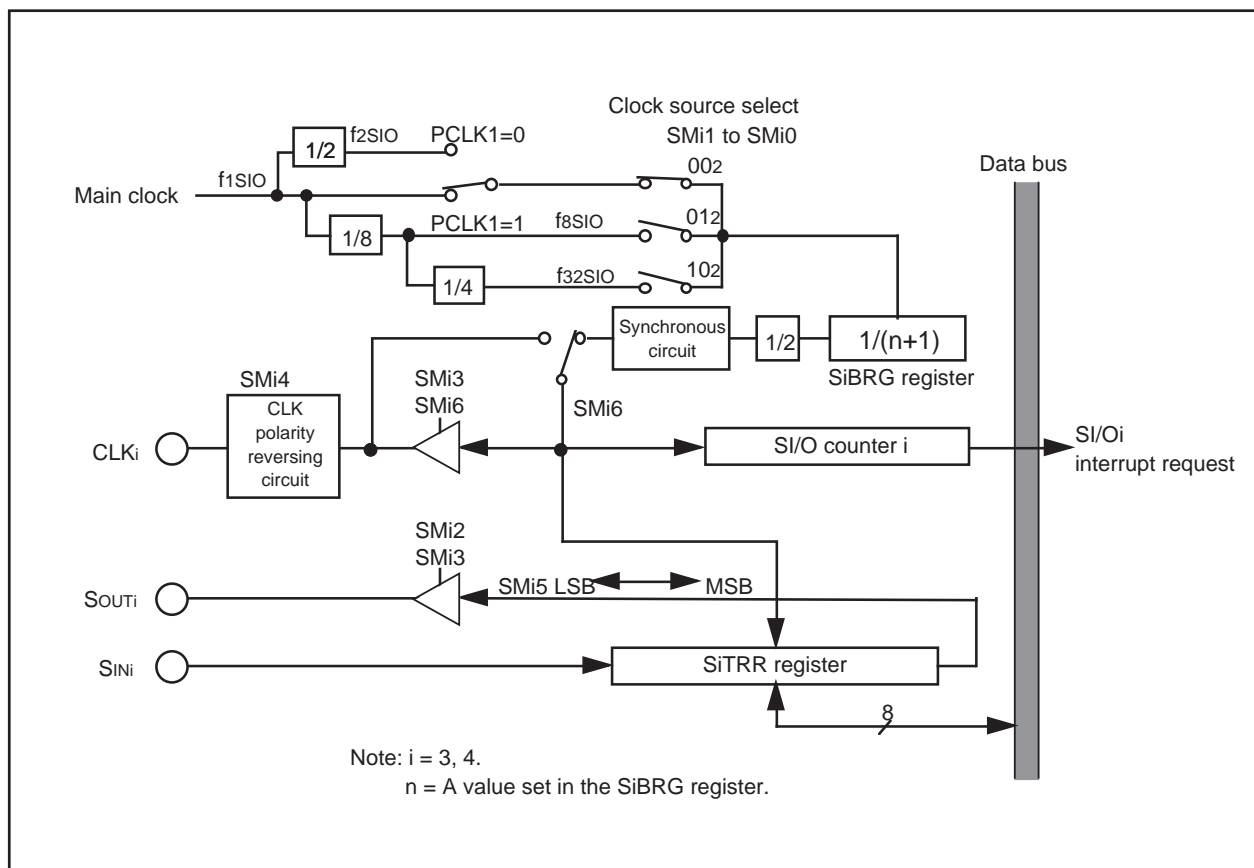 Clock source select
SMi1 to SMi0
1/2
f2SIO
PCLK1=0
002
Data bus
Main clock
f1SIO
1/8
PCLK1=1
f8SIO
012
1/4
f32SIO
102
Synchronous
circuit
1/2
1/(n+1)
SiBRG register
SMi4
SMi3
SMi6
SMi6
CLK
polarity
reversing
circuit
CLKi
SI/O counter i
SI/Oi
interrupt request
SMi2
SMi3
SMi5 LSB
MSB
SOUTi
SINi
SiTRR register
8
Note: i = 3, 4.
n = A value set in the SiBRG register.